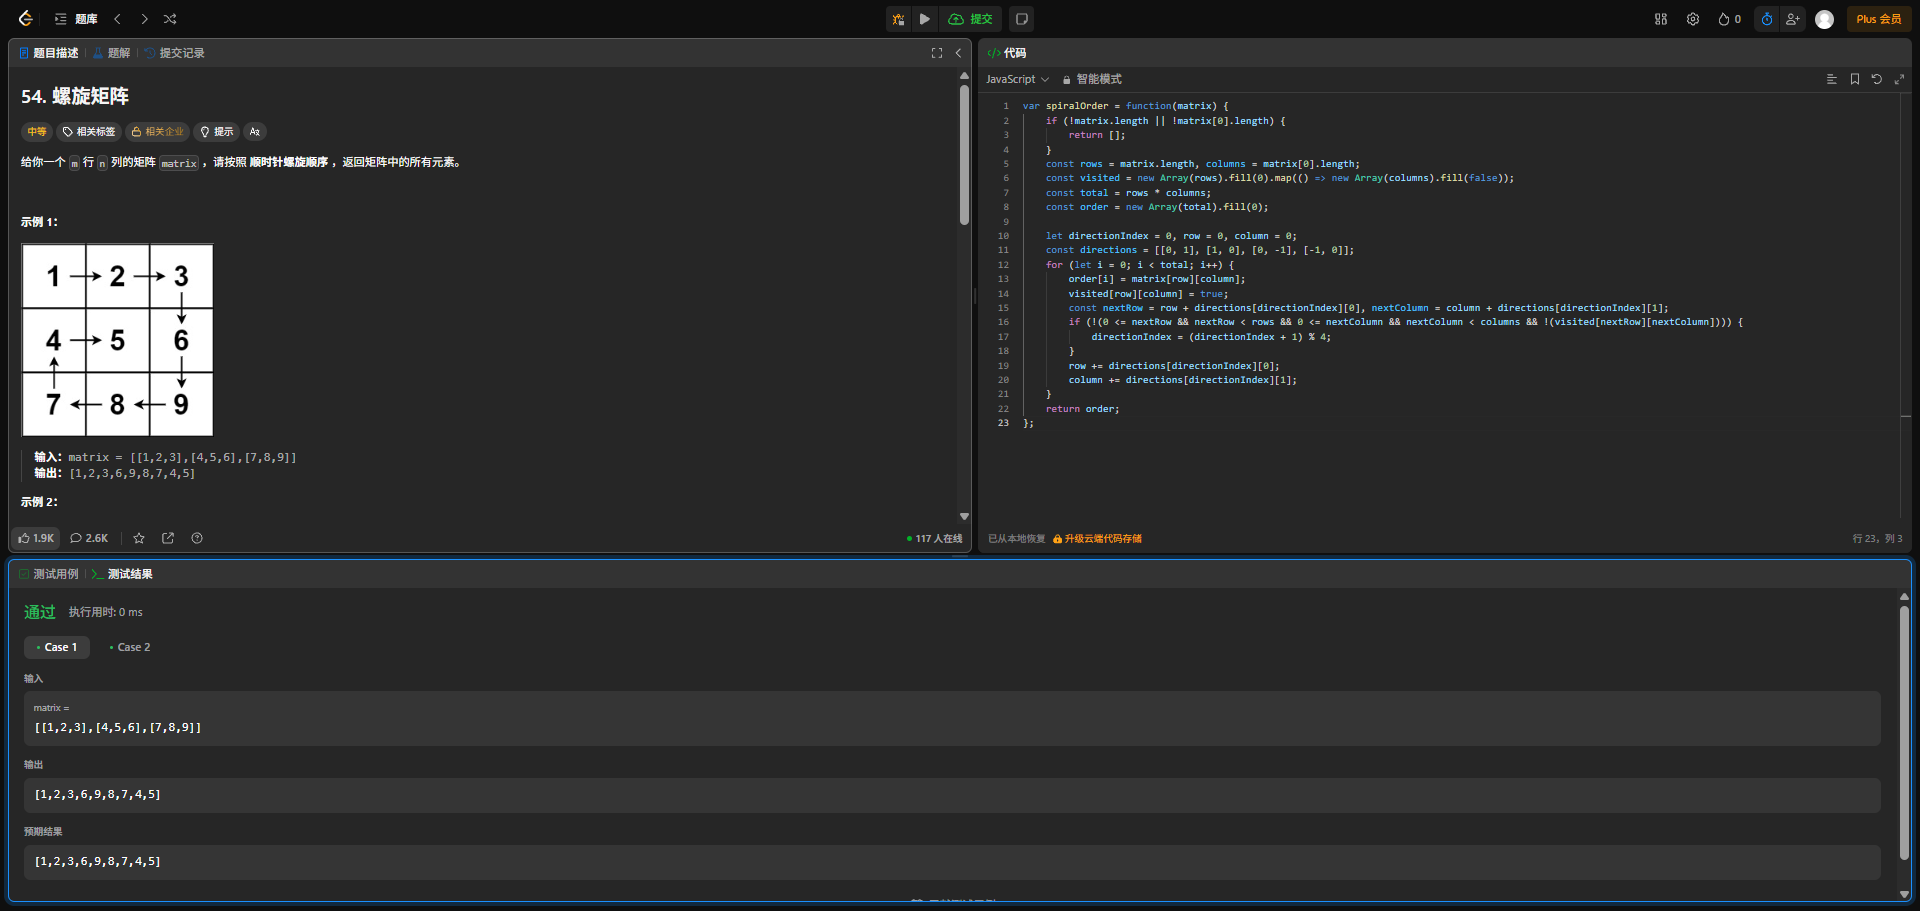 题库
提交
0
Plus 会员
题目描述
题解
提交记录
54. 螺旋矩阵
中等
相关标签
相关企业
提示
给你一个 m 行 n 列的矩阵 matrix ，请按照 顺时针螺旋顺序 ，返回矩阵中的所有元素。
示例 1：
1 2 3
4 5 6
7 8 9
输入：matrix = [[1,2,3],[4,5,6],[7,8,9]]
输出：[1,2,3,6,9,8,7,4,5]
示例 2：
1.9K
2.6K
117 人在线
</> 代码
JavaScript
智能模式
1 var spiralOrder = function(matrix) {
2     if (!matrix.length || !matrix[0].length) {
3         return [];
4     }
5     const rows = matrix.length, columns = matrix[0].length;
6     const visited = new Array(rows).fill(0).map(() => new Array(columns).fill(false));
7     const total = rows * columns;
8     const order = new Array(total).fill(0);
9
10     let directionIndex = 0, row = 0, column = 0;
11     const directions = [[0, 1], [1, 0], [0, -1], [-1, 0]];
12     for (let i = 0; i < total; i++) {
13         order[i] = matrix[row][column];
14         visited[row][column] = true;
15         const nextRow = row + directions[directionIndex][0], nextColumn = column + directions[directionIndex][1];
16         if (!(0 <= nextRow && nextRow < rows && 0 <= nextColumn && nextColumn < columns && !(visited[nextRow][nextColumn]))) {
17             directionIndex = (directionIndex + 1) % 4;
18         }
19         row += directions[directionIndex][0];
20         column += directions[directionIndex][1];
21     }
22     return order;
23 };
已从本地恢复
升级云端代码存储
行 23，列 3
测试用例
测试结果
通过
执行用时: 0 ms
Case 1
Case 2
输入
matrix =
[[1,2,3],[4,5,6],[7,8,9]]
输出
[1,2,3,6,9,8,7,4,5]
预期结果
[1,2,3,6,9,8,7,4,5]